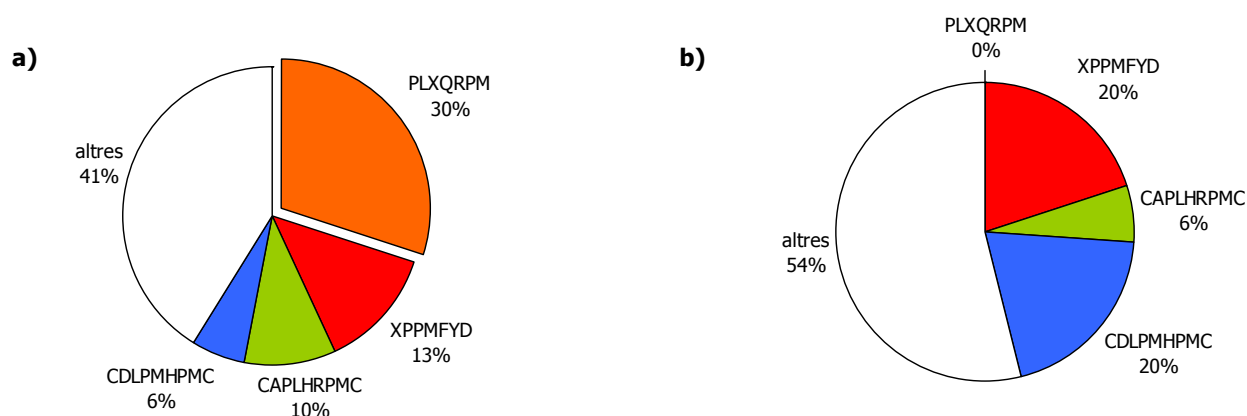 a)
PLXQRPM
30%
altres
41%
XPPMFYD
13%
CDLPMHPMC
6%
CAPLHRPMC
10%
b)
PLXQRPM
0%
XPPMFYD
20%
CAPLHRPMC
6%
altres
54%
CDLPMHPMC
20%